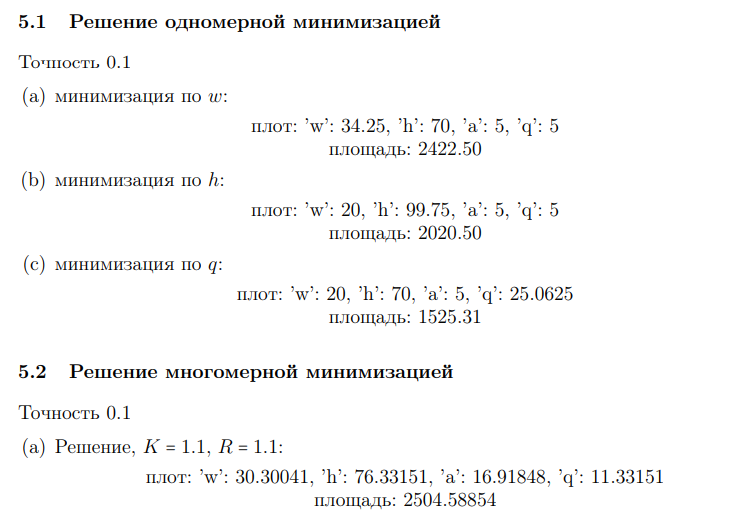 5.1 Решение одномерной минимизацией
Точность 0.1
(a) минимизация по w:
плот: ’w’: 34.25, ’h’: 70, ’a’: 5, ’q’: 5
площадь: 2422.50
(b) минимизация по h:
плот: ’w’: 20, ’h’: 99.75, ’a’: 5, ’q’: 5
площадь: 2020.50
(c) минимизация по q:
плот: ’w’: 20, ’h’: 70, ’a’: 5, ’q’: 25.0625
площадь: 1525.31
5.2 Решение многомерной минимизацией
Точность 0.1
(a) Решение, K = 1.1, R = 1.1:
плот: ’w’: 30.30041, ’h’: 76.33151, ’a’: 16.91848, ’q’: 11.33151
площадь: 2504.58854